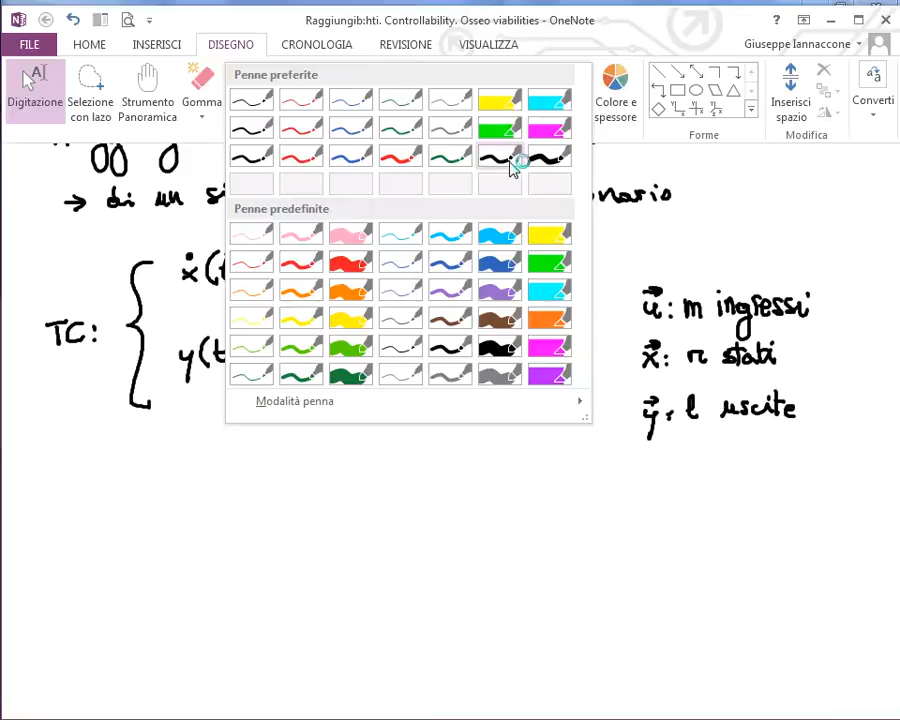 Raggiungib:hti. Controllability. Osseo viabilities - OneNote
FILE HOME INSERISCI DISEGNO CRONOLOGIA REVISIONE VISUALIZZA Giuseppe Iannaccone
Digitazione Selezione con lazo Strumento Panoramica Gomma Colore e spessore Forme Inserisci spazio Modifica Converti
Penne preferite
Penne predefinite
Modalità penna
→ di un si onario
TC: { ẋ(t
y(t
u: m ingressi
x: n stati
y: l uscite